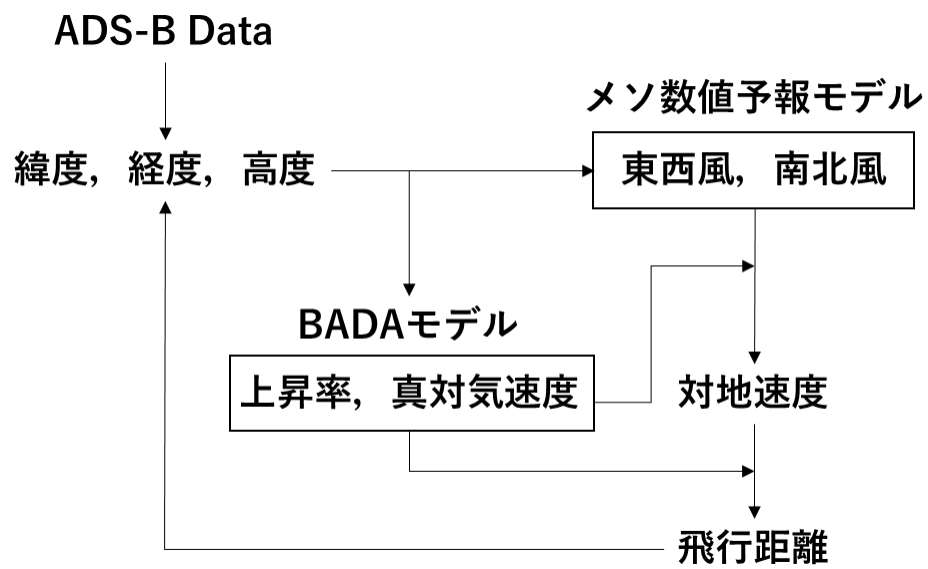 ADS-B Data
メソ数値予報モデル
緯度, 経度, 高度
東西風, 南北風
BADAモデル
上昇率, 真対気速度
対地速度
飛行距離